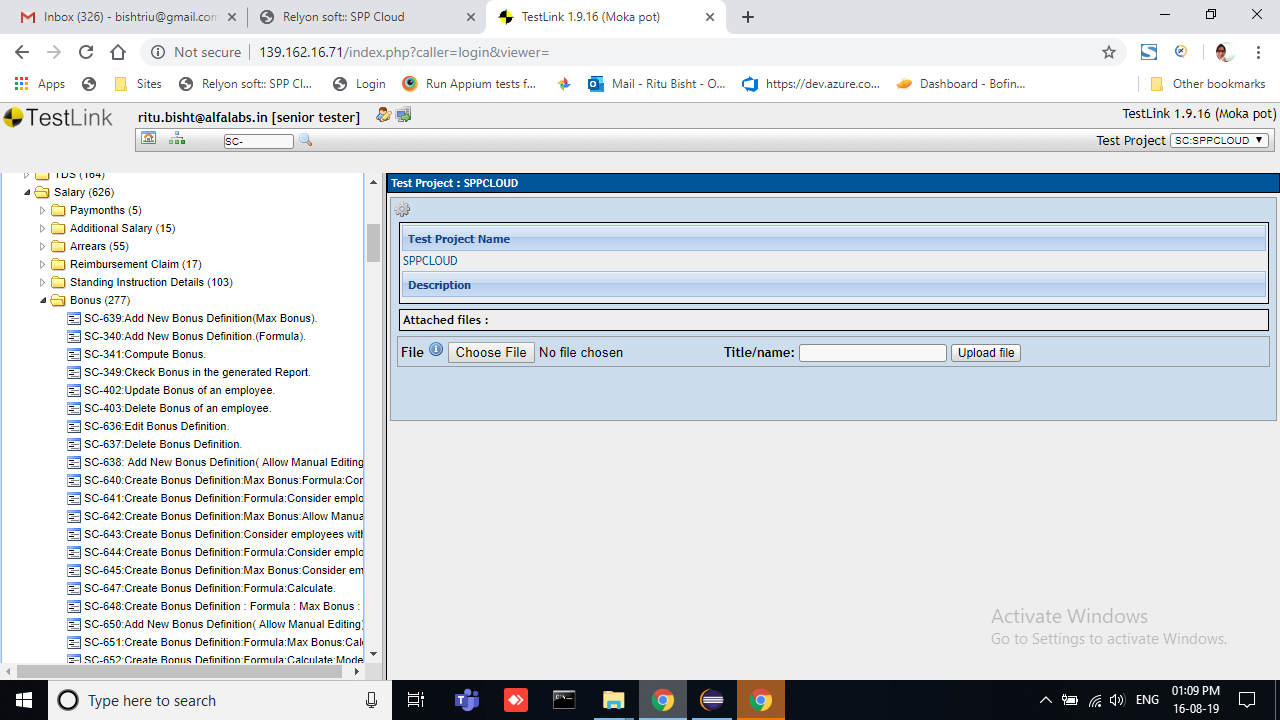 Inbox (326) - bishtriu@gmail.com
Relyon soft:: SPP Cloud
TestLink 1.9.16 (Moka pot)
Not secure
139.162.16.71/index.php?caller=login&viewer=
Apps
Sites
Relyon soft:: SPP Cl...
Login
Run Appium tests f...
Mail - Ritu Bisht - O...
https://dev.azure.co...
Dashboard - Bofin...
Other bookmarks
TestLink
ritu.bisht@alfalabs.in [senior tester]
TestLink 1.9.16 (Moka pot)
SC-
Test Project
SC:SPPCLOUD
TDS (164)
Salary (626)
Paymonths (5)
Additional Salary (15)
Arrears (55)
Reimbursement Claim (17)
Standing Instruction Details (103)
Bonus (277)
SC-639:Add New Bonus Definition(Max Bonus).
SC-340:Add New Bonus Definition.(Formula).
SC-341:Compute Bonus.
SC-349:Ckeck Bonus in the generated Report.
SC-402:Update Bonus of an employee.
SC-403:Delete Bonus of an employee.
SC-636:Edit Bonus Definition.
SC-637:Delete Bonus Definition.
SC-638: Add New Bonus Definition( Allow Manual Editing
SC-640:Create Bonus Definition:Max Bonus:Formula:Con
SC-641:Create Bonus Definition:Formula:Consider emplo
SC-642:Create Bonus Definition:Max Bonus:Allow Manua
SC-643:Create Bonus Definition:Consider employees with
SC-644:Create Bonus Definition:Formula:Consider emplo
SC-645:Create Bonus Definition:Max Bonus:Consider em
SC-647:Create Bonus Definition:Formula:Calculate.
SC-648:Create Bonus Definition : Formula : Max Bonus :
SC-650:Add New Bonus Definition( Allow Manual Editing)
SC-651:Create Bonus Definition:Formula:Max Bonus:Cal
SC-652:Create Bonus Definition:Formula:Calculate:Mode
Test Project : SPPCLOUD
Test Project Name
SPPCLOUD
Description
Attached files :
File
Choose File No file chosen
Title/name:
Upload file
Activate Windows
Go to Settings to activate Windows.
Type here to search
ENG
01:09 PM
16-08-19